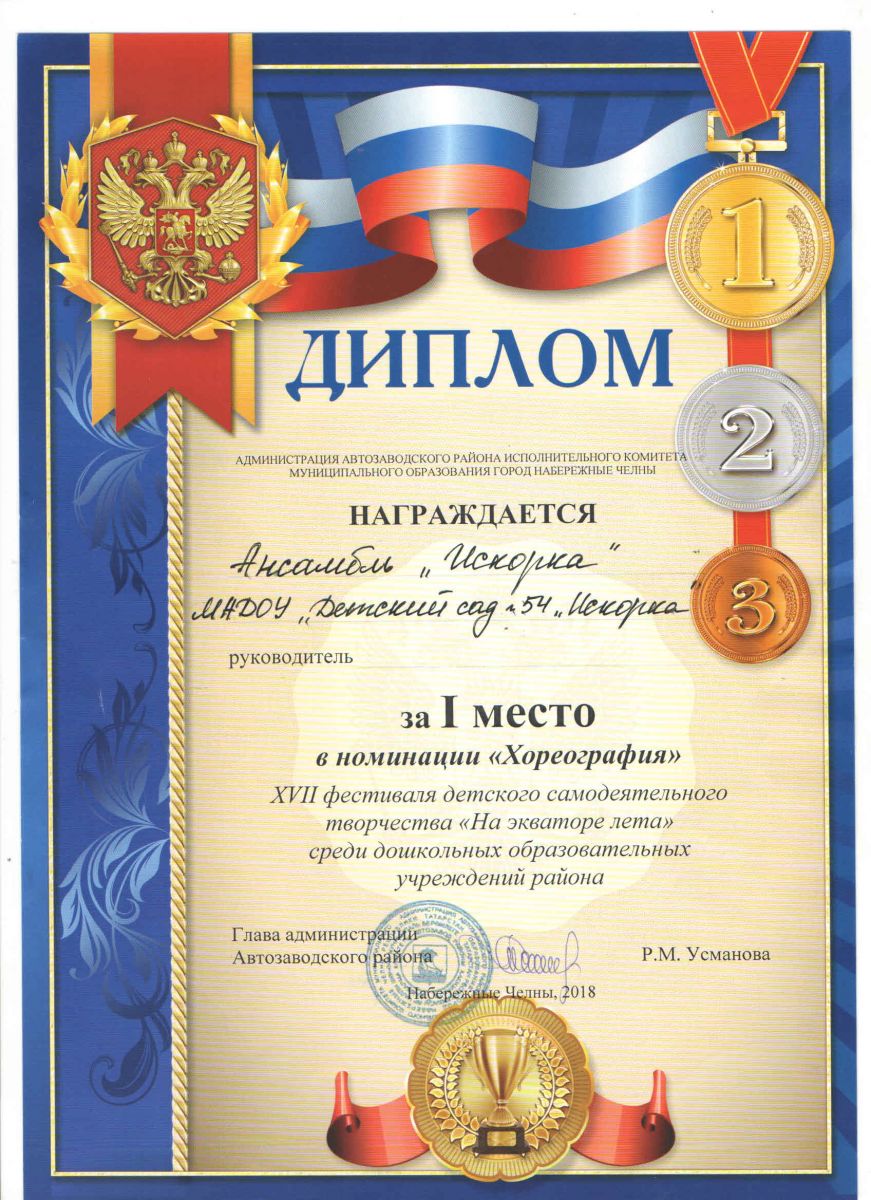 1
ДИПЛОМ
2
АДМИНИСТРАЦИЯ АВТОЗАВОДСКОГО РАЙОНА ИСПОЛНИТЕЛЬНОГО КОМИТЕТА
МУНИЦИПАЛЬНОГО ОБРАЗОВАНИЯ ГОРОД НАБЕРЕЖНЫЕ ЧЕЛНЫ
НАГРАЖДАЕТСЯ
Ансамбль „Искорка"
МАДОУ „Детский сад №54 „Искорка"
3
руководитель
за I место
в номинации «Хореография»
XVII фестиваля детского самодеятельного
творчества «На экваторе лета»
среди дошкольных образовательных
учреждений района
Глава администрации
Автозаводского района
Р.М. Усманова
Набережные Челны, 2018